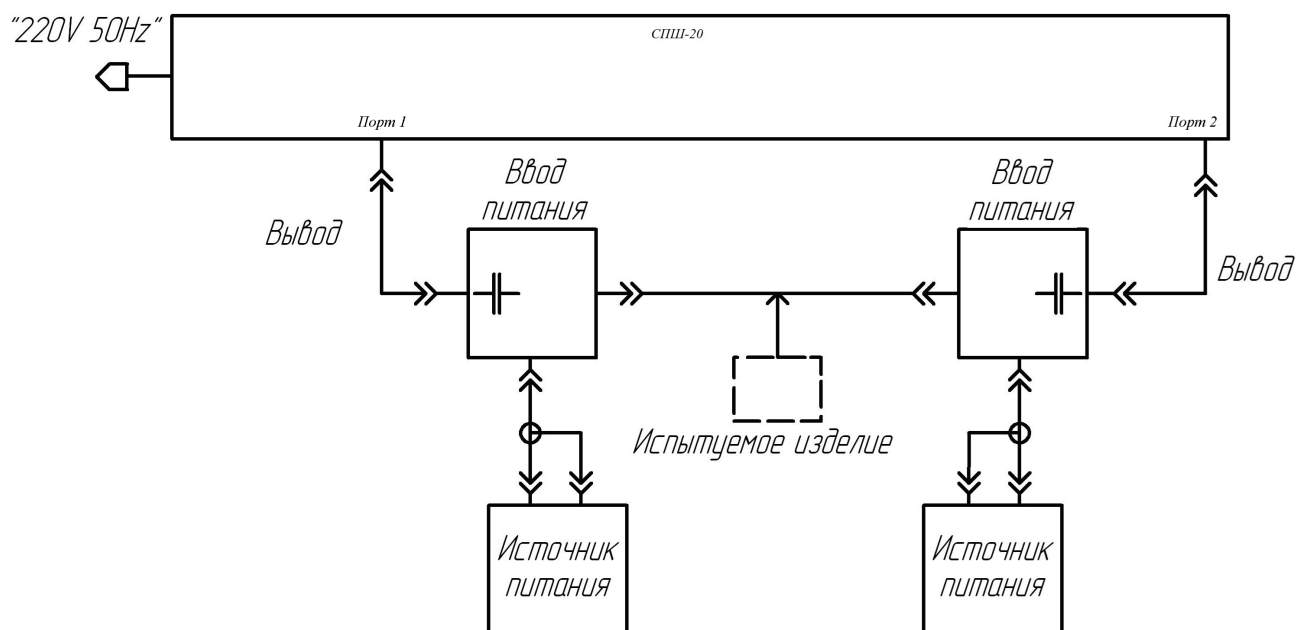 "220V 50Hz"
СПШ-20
Порт 1
Порт 2
Ввод
питания
Ввод
питания
Вывод
Вывод
Испытуемое изделие
Источник
питания
Источник
питания